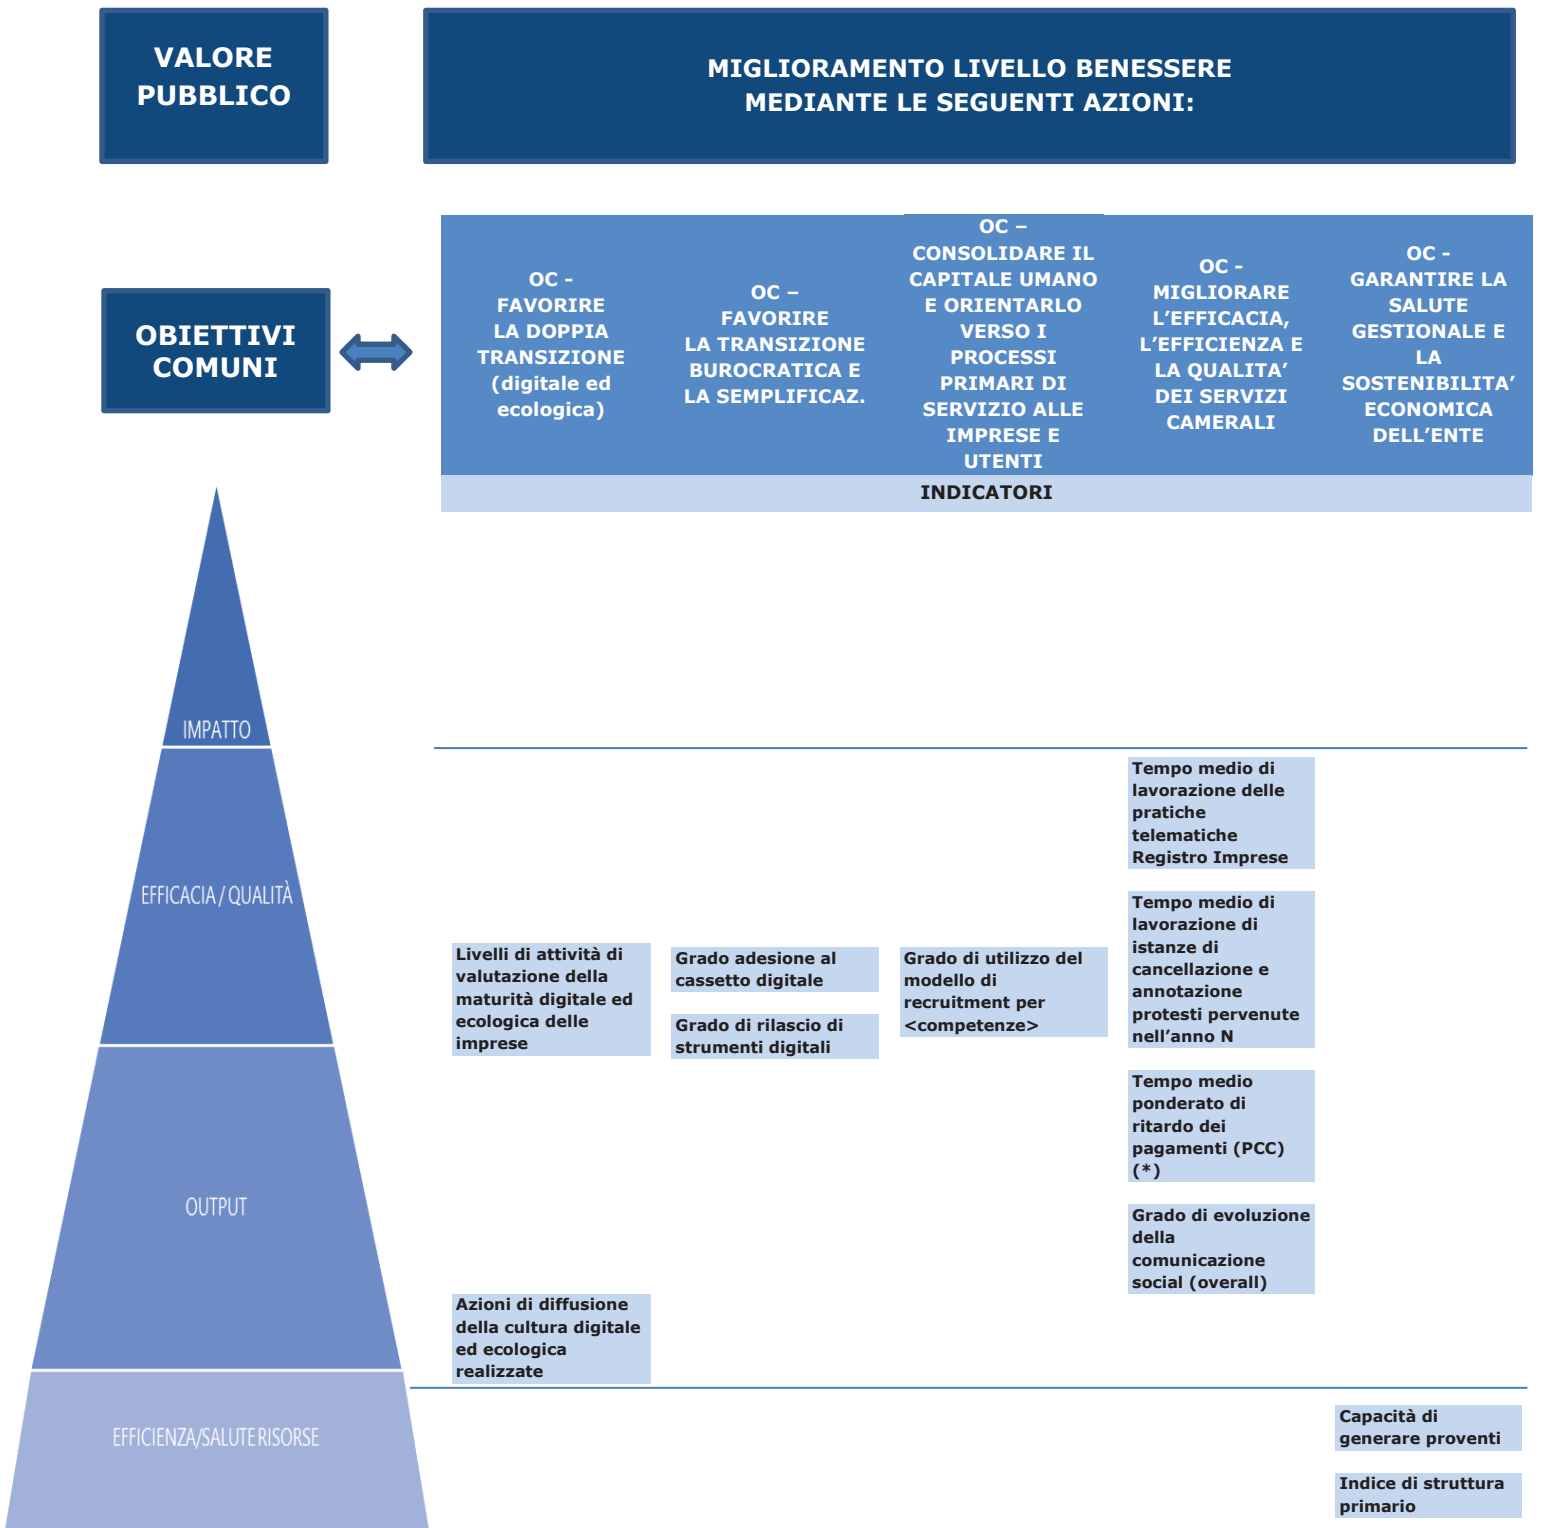 VALORE
PUBBLICO
MIGLIORAMENTO LIVELLO BENESSERE
MEDIANTE LE SEGUENTI AZIONI:
OBIETTIVI
COMUNI
OC -
FAVORIRE
LA DOPPIA
TRANSIZIONE
(digitale ed
ecologica)
OC –
FAVORIRE
LA TRANSIZIONE
BUROCRATICA E
LA SEMPLIFICAZ.
OC –
CONSOLIDARE IL
CAPITALE UMANO
E ORIENTARLO
VERSO I
PROCESSI
PRIMARI DI
SERVIZIO ALLE
IMPRESE E
UTENTI
OC -
MIGLIORARE
L’EFFICACIA,
L’EFFICIENZA E
LA QUALITA’
DEI SERVIZI
CAMERALI
OC -
GARANTIRE LA
SALUTE
GESTIONALE E
LA
SOSTENIBILITA’
ECONOMICA
DELL’ENTE
INDICATORI
IMPATTO
EFFICACIA / QUALITÀ
OUTPUT
EFFICIENZA/SALUTE RISORSE
Livelli di attività di
valutazione della
maturità digitale ed
ecologica delle
imprese
Azioni di diffusione
della cultura digitale
ed ecologica
realizzate
Grado adesione al
cassetto digitale
Grado di rilascio di
strumenti digitali
Grado di utilizzo del
modello di
recruitment per
<competenze>
Tempo medio di
lavorazione delle
pratiche
telematiche
Registro Imprese
Tempo medio di
lavorazione di
istanze di
cancellazione e
annotazione
protesti pervenute
nell’anno N
Tempo medio
ponderato di
ritardo dei
pagamenti (PCC)
(*)
Grado di evoluzione
della
comunicazione
social (overall)
Capacità di
generare proventi
Indice di struttura
primario